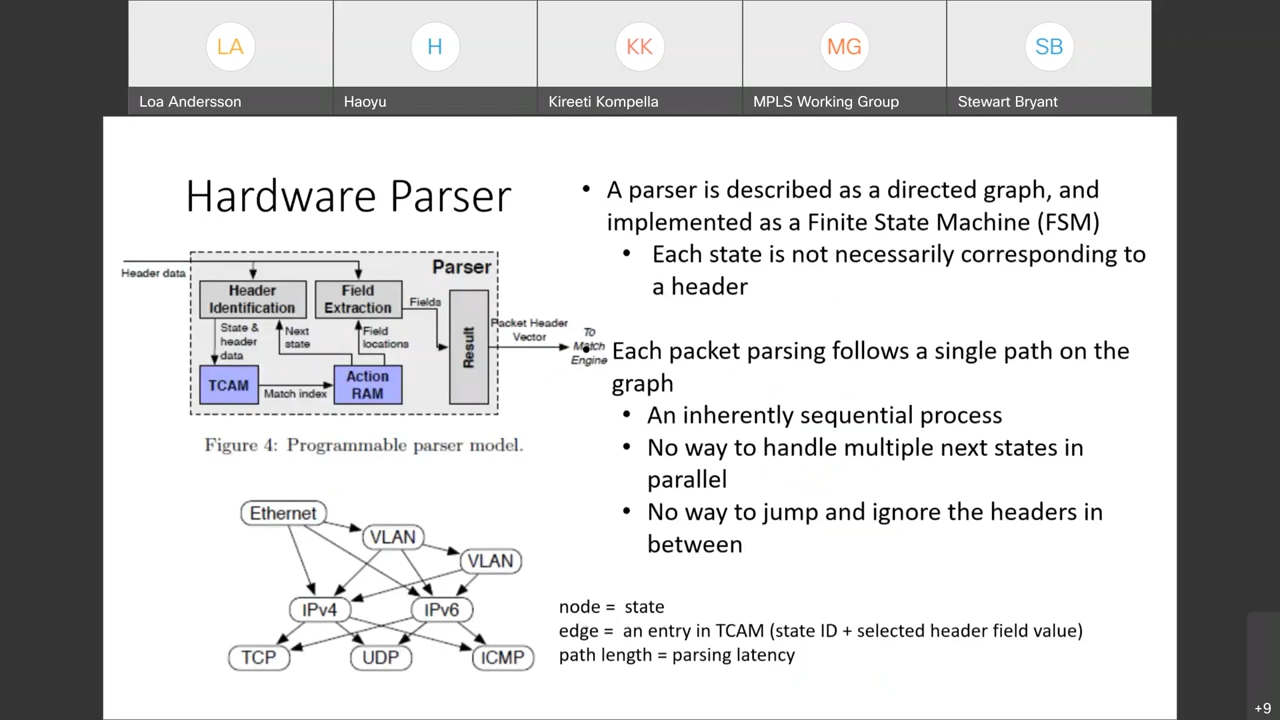 LA
H
KK
MG
SB
Loa Andersson
Haoyu
Kireeti Kompella
MPLS Working Group
Stewart Bryant
Hardware Parser
Header data
Parser
Header
Identification
Field
Extraction
Fields
State &
header
data
Next
state
Field
locations
Result
Packet Header
Vector
To
Match
Engine
TCAM
Match index
Action
RAM
Figure 4: Programmable parser model.
Ethernet
VLAN
VLAN
IPv4
IPv6
TCP
UDP
ICMP
• A parser is described as a directed graph, and
implemented as a Finite State Machine (FSM)
• Each state is not necessarily corresponding to
a header
• Each packet parsing follows a single path on the
graph
• An inherently sequential process
• No way to handle multiple next states in
parallel
• No way to jump and ignore the headers in
between
node = state
edge = an entry in TCAM (state ID + selected header field value)
path length = parsing latency
+9